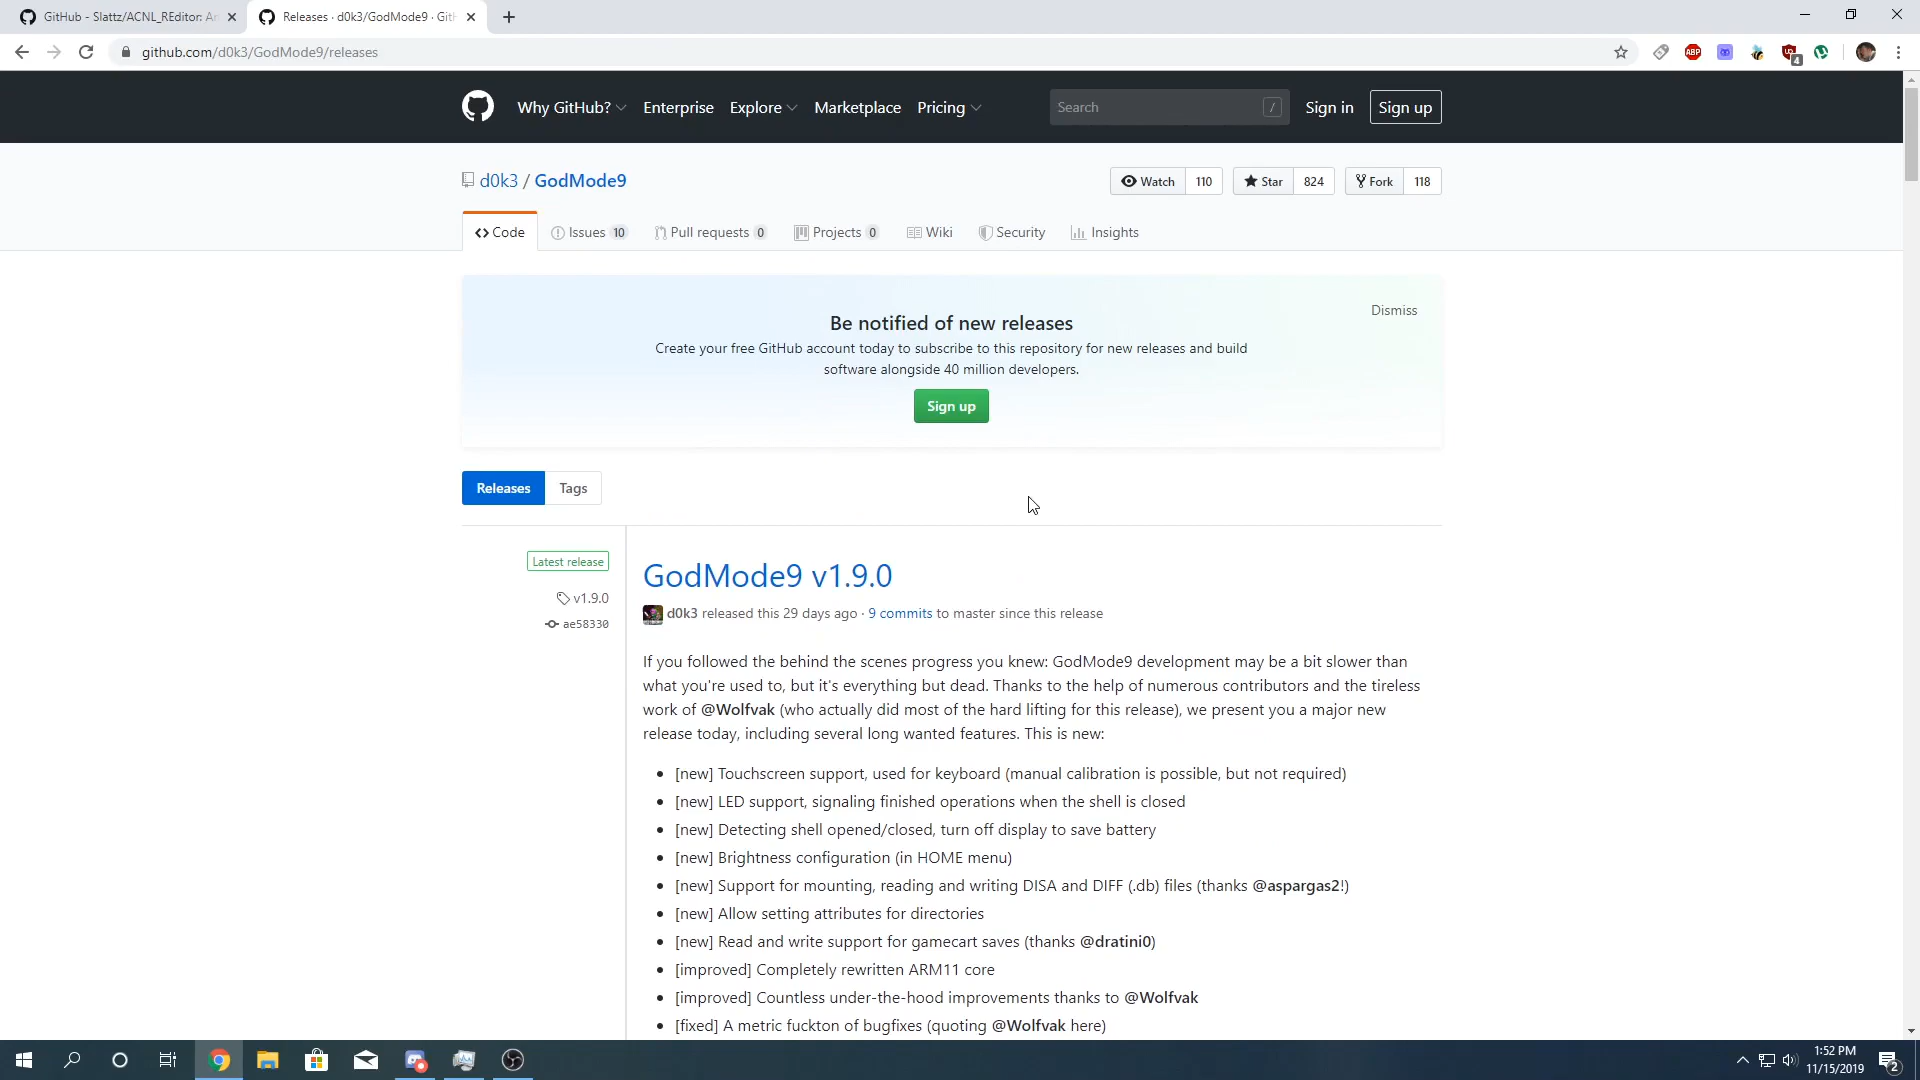 GitHub - Slattz/ACNL_REditor: An
Releases · d0k3/GodMode9 · GitH
github.com/d0k3/GodMode9/releases
ABP
4
Why GitHub?
Enterprise
Explore
Marketplace
Pricing
Search
/
Sign in
Sign up
d0k3 / GodMode9
Watch 110
Star 824
Fork 118
Code
Issues 10
Pull requests 0
Projects 0
Wiki
Security
Insights
Dismiss
Be notified of new releases
Create your free GitHub account today to subscribe to this repository for new releases and build
software alongside 40 million developers.
Sign up
Releases
Tags
Latest release
v1.9.0
ae58330
GodMode9 v1.9.0
d0k3 released this 29 days ago · 9 commits to master since this release
If you followed the behind the scenes progress you knew: GodMode9 development may be a bit slower than
what you're used to, but it's everything but dead. Thanks to the help of numerous contributors and the tireless
work of @Wolfvak (who actually did most of the hard lifting for this release), we present you a major new
release today, including several long wanted features. This is new:
• [new] Touchscreen support, used for keyboard (manual calibration is possible, but not required)
• [new] LED support, signaling finished operations when the shell is closed
• [new] Detecting shell opened/closed, turn off display to save battery
• [new] Brightness configuration (in HOME menu)
• [new] Support for mounting, reading and writing DISA and DIFF (.db) files (thanks @aspargas2!)
• [new] Allow setting attributes for directories
• [new] Read and write support for gamecart saves (thanks @dratini0)
• [improved] Completely rewritten ARM11 core
• [improved] Countless under-the-hood improvements thanks to @Wolfvak
• [fixed] A metric fuckton of bugfixes (quoting @Wolfvak here)
1:52 PM
11/15/2019
2